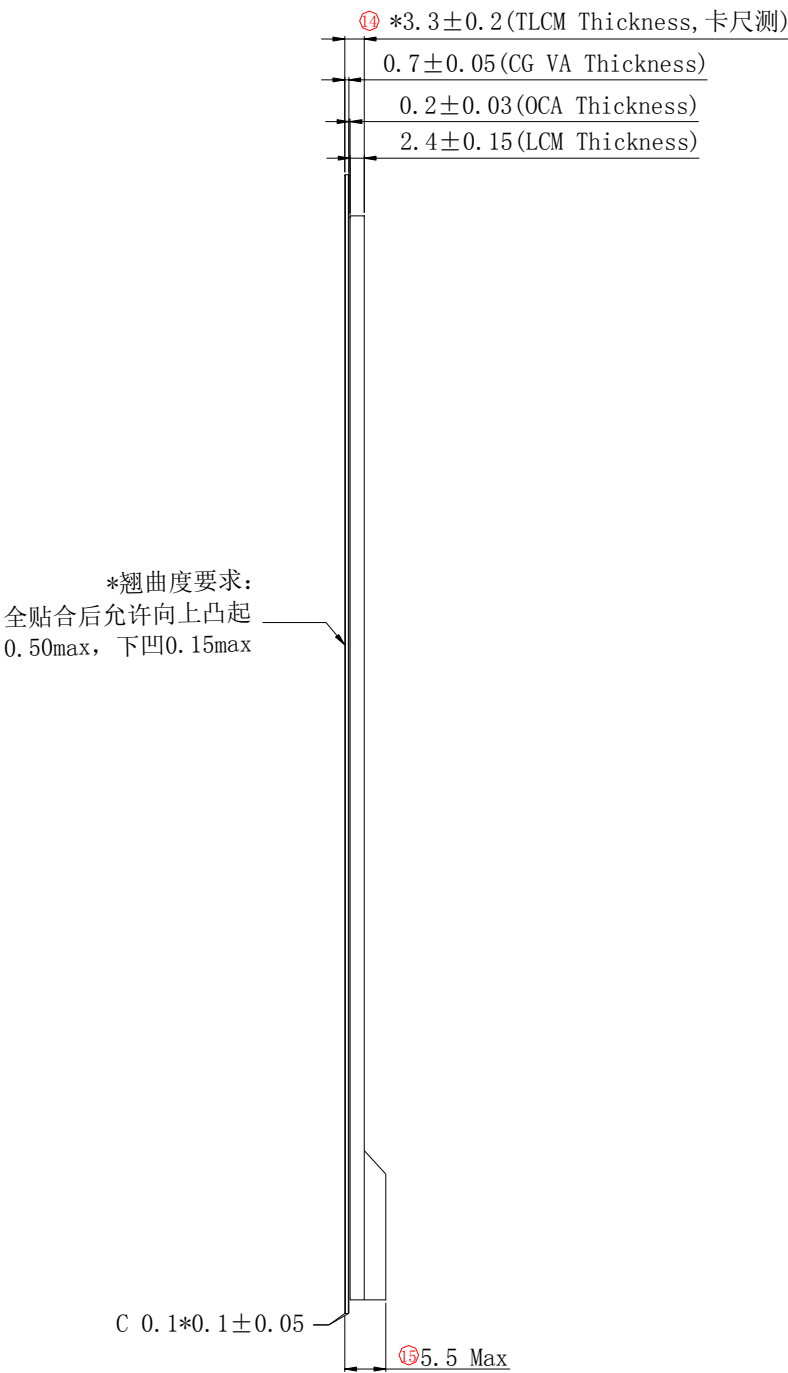 ⑭ *3.3±0.2(TLCM Thickness,卡尺测)
0.7±0.05(CG VA Thickness)
0.2±0.03(OCA Thickness)
2.4±0.15(LCM Thickness)
*翘曲度要求:
全贴合后允许向上凸起
0.50max, 下凹0.15max
C 0.1*0.1±0.05
⑮5.5 Max